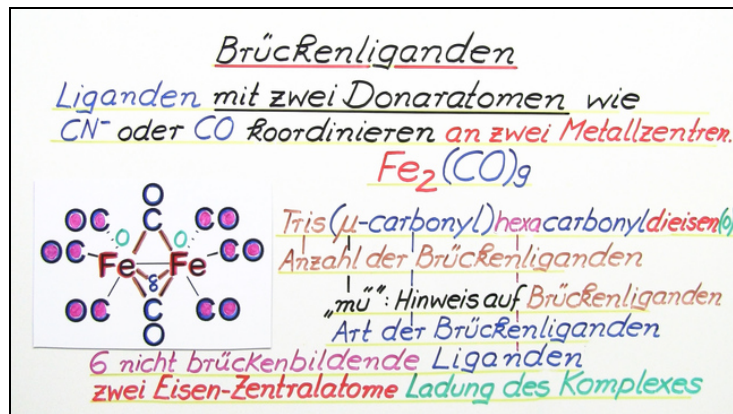 Brückenliganden
Liganden mit zwei Donaratomen wie
CN⁻ oder CO koordinieren an zwei Metallzentren.
Fe₂(CO)₉
Tris(μ-carbonyl)hexacarbonyldieisen(0)
Anzahl der Brückenliganden
„mü": Hinweis auf Brückenliganden
Art der Brückenliganden
6 nicht brückenbildende Liganden
zwei Eisen-Zentralatome Ladung des Komplexes
O
C
OC CO
O O
OC CO
Fe Fe
C
O
OC CO
C
O